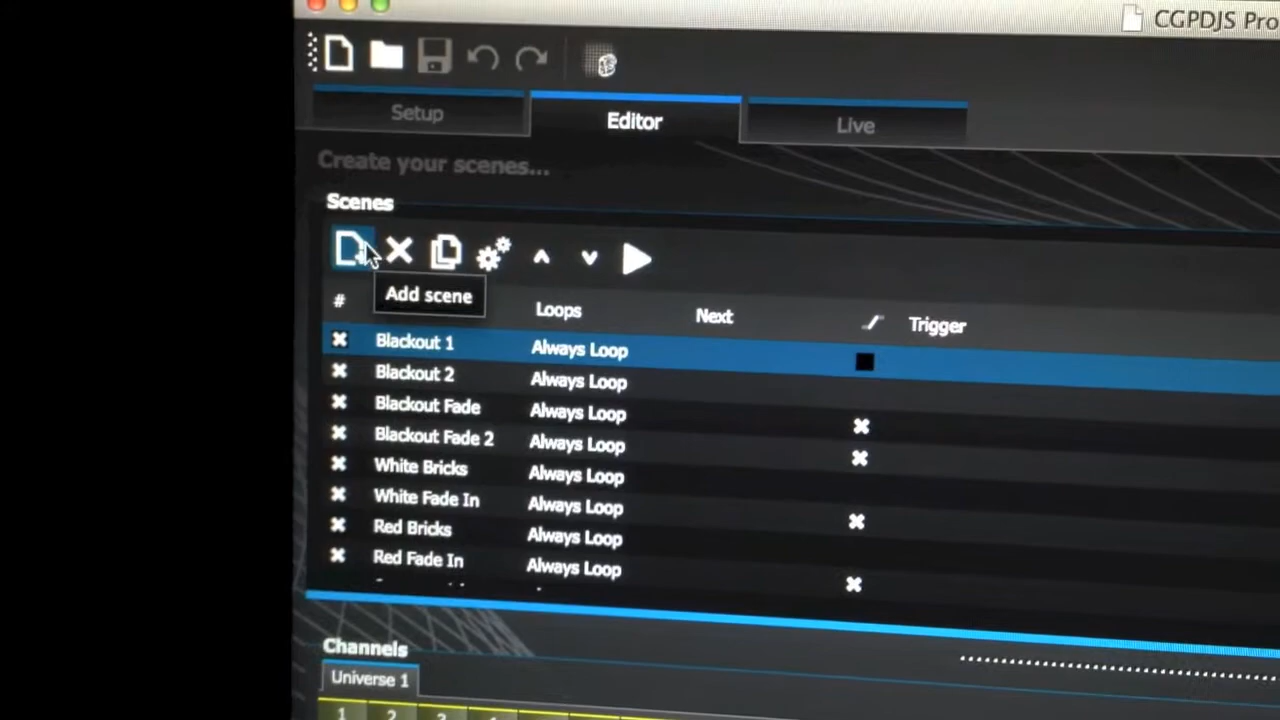 CGPDJS Pro
Setup
Editor
Live
Create your scenes...
Scenes
Add scene
# Loops Next Trigger
Blackout 1 Always Loop
Blackout 2 Always Loop
Blackout Fade Always Loop
Blackout Fade 2 Always Loop
White Bricks Always Loop
White Fade In Always Loop
Red Bricks Always Loop
Red Fade In Always Loop
Channels
Universe 1
1 2 3 4